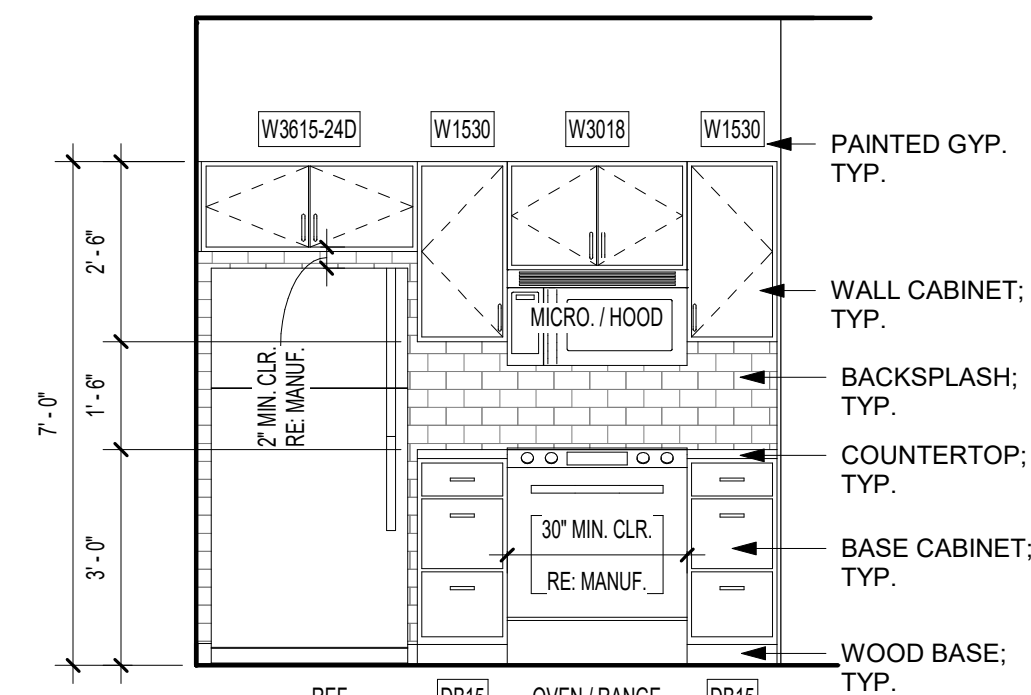 W3615-24D
W1530
W3018
W1530
PAINTED GYP.
TYP.
2' - 6"
WALL CABINET;
TYP.
MICRO. / HOOD
2" MIN. CLR.
RE: MANUF.
1' - 6"
7' - 0"
BACKSPLASH;
TYP.
COUNTERTOP;
TYP.
30" MIN. CLR.
RE: MANUF.
3' - 0"
BASE CABINET;
TYP.
WOOD BASE;
TYP.
REF.
DB15
OVEN / RANGE
DB15